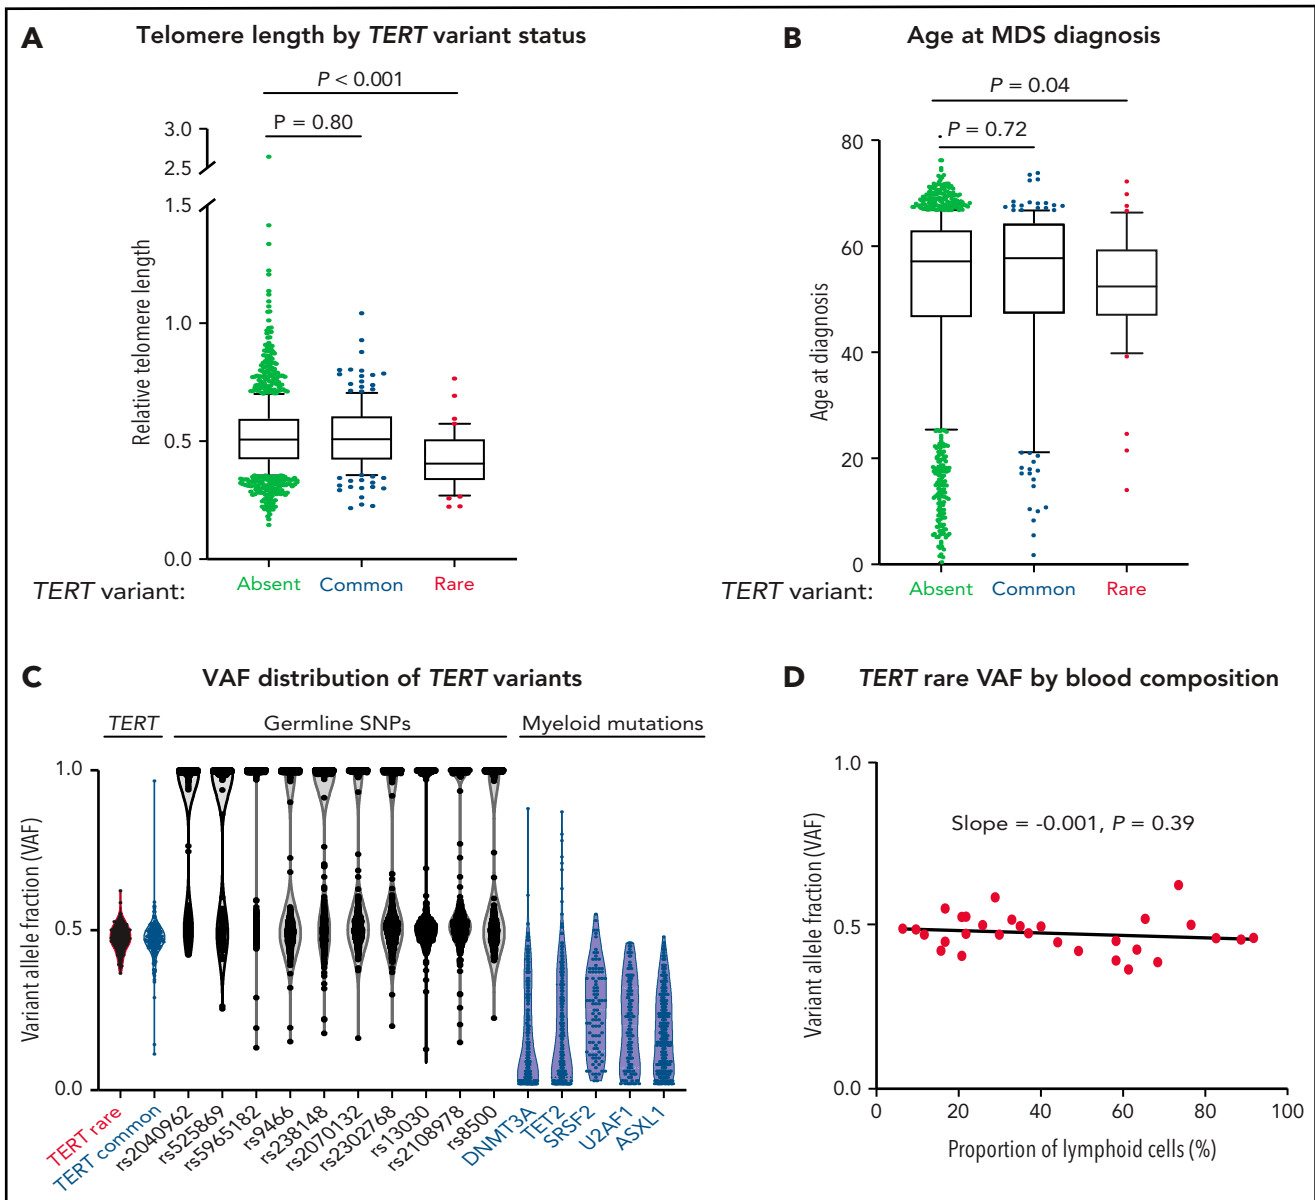 A
Telomere length by TERT variant status
P < 0.001
P = 0.80
3.0
2.5
1.5
1.0
0.5
0.0
Relative telomere length
Absent
Common
Rare
TERT variant:
B
Age at MDS diagnosis
P = 0.04
P = 0.72
80
60
40
20
0
Age at diagnosis
Absent
Common
Rare
TERT variant:
C
VAF distribution of TERT variants
TERT
Germline SNPs
Myeloid mutations
1.0
0.5
0.0
Variant allele fraction (VAF)
TERT rare
TERT common
rs2040962
rs525869
rs5965182
rs9466
rs238148
rs2070132
rs2302768
rs13030
rs2108978
rs8500
DNMT3A
TET2
SRSF2
U2AF1
ASXL1
D
TERT rare VAF by blood composition
1.0
0.5
0.0
Variant allele fraction (VAF)
Slope = -0.001, P = 0.39
0
20
40
60
80
100
Proportion of lymphoid cells (%)